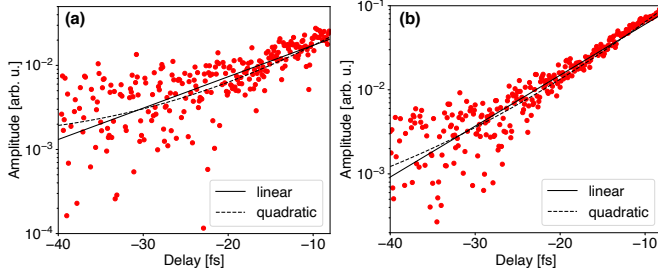 (a)
Amplitude [arb. u.]
10⁻²
10⁻³
10⁻⁴
-40
-30
-20
-10
Delay [fs]
linear
quadratic
(b)
Amplitude [arb. u.]
10⁻¹
10⁻²
10⁻³
−40
−30
−20
−10
Delay [fs]
linear
quadratic